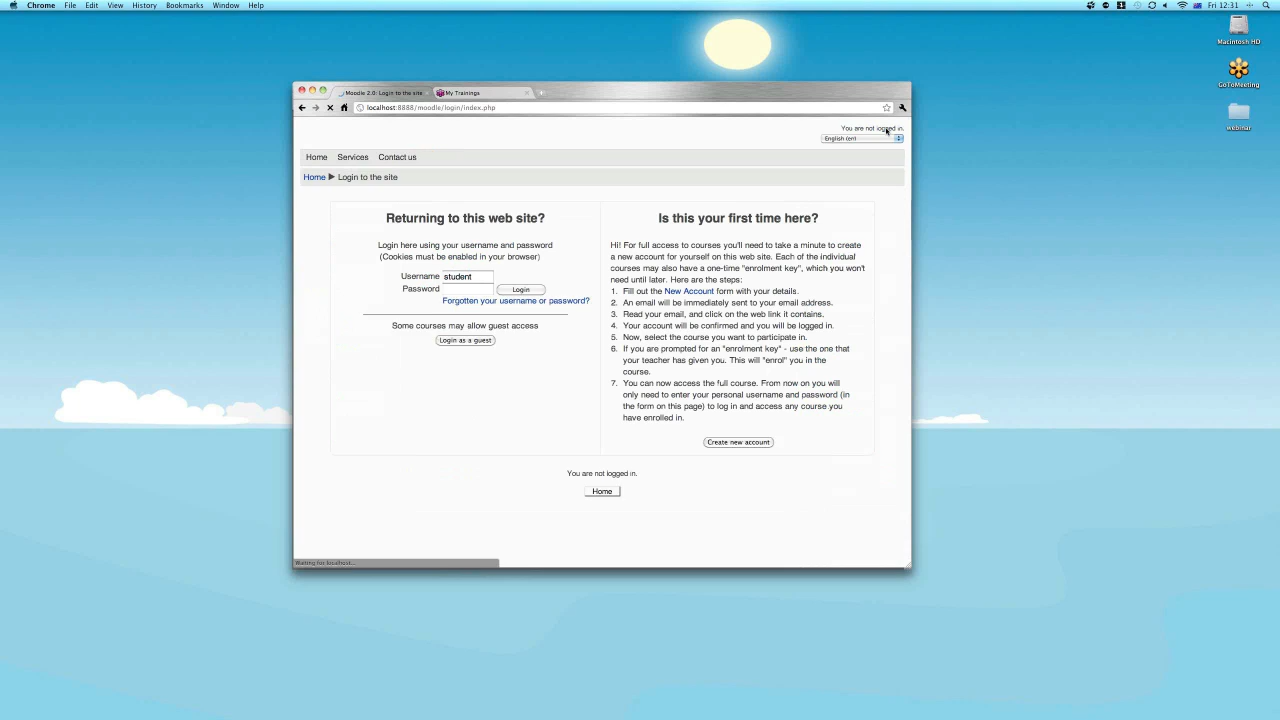 Chrome File Edit View History Bookmarks Window Help
Fri 12:31
Macintosh HD
GoToMeeting
webinar
Moodle 2.0: Login to the site
My Trainings
localhost:8888/moodle/login/index.php
You are not logged in.
English (en)
Home Services Contact us
Home ► Login to the site
Returning to this web site?
Login here using your username and password
(Cookies must be enabled in your browser)
Username student
Password Login
Forgotten your username or password?
Some courses may allow guest access
Login as a guest
Is this your first time here?
Hi! For full access to courses you'll need to take a minute to create
a new account for yourself on this web site. Each of the individual
courses may also have a one-time "enrolment key", which you won't
need until later. Here are the steps:
1. Fill out the New Account form with your details.
2. An email will be immediately sent to your email address.
3. Read your email, and click on the web link it contains.
4. Your account will be confirmed and you will be logged in.
5. Now, select the course you want to participate in.
6. If you are prompted for an "enrolment key" - use the one that
your teacher has given you. This will "enrol" you in the
course.
7. You can now access the full course. From now on you will
only need to enter your personal username and password (in
the form on this page) to log in and access any course you
have enrolled in.
Create new account
You are not logged in.
Home
Waiting for localhost...